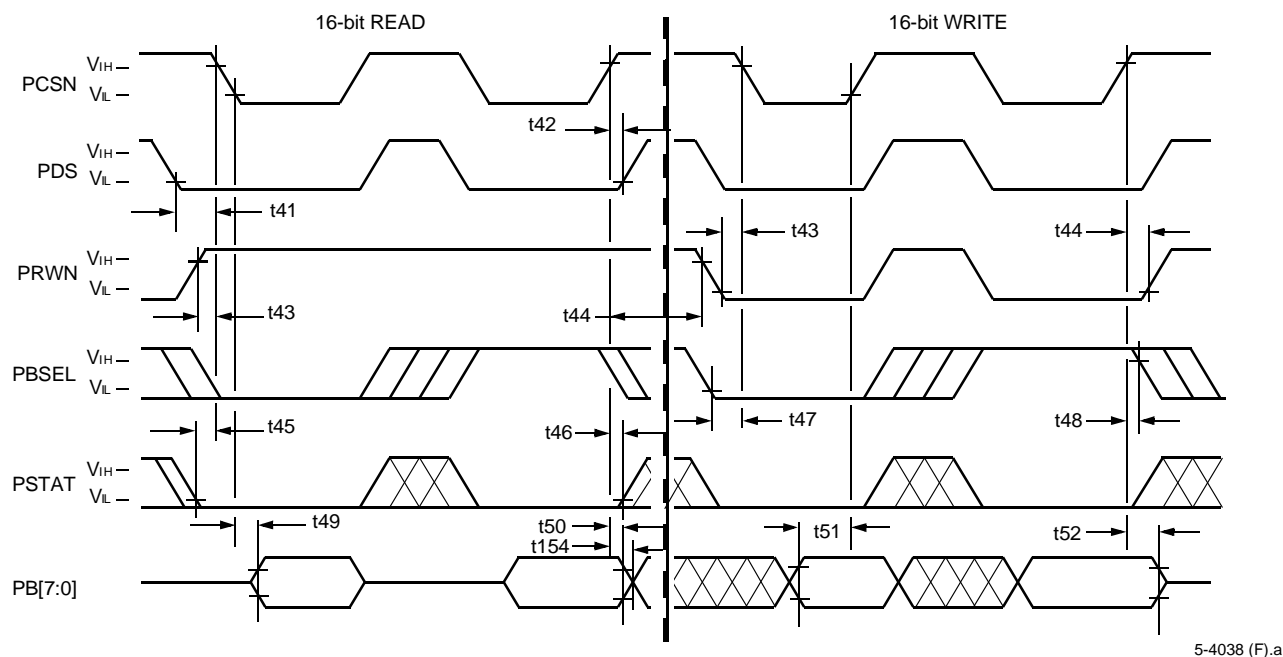 16-bit READ 16-bit WRITE
VIH
PCSN
VIL
t42
VIH
PDS
VIL
t41 t43 t44
VIH
PRWN
VIL
t43 t44
VIH
PBSEL
VIL
t45 t46 t47 t48
VIH
PSTAT
VIL
t49 t50 t51 t52
t154
PB[7:0]
5-4038 (F).a